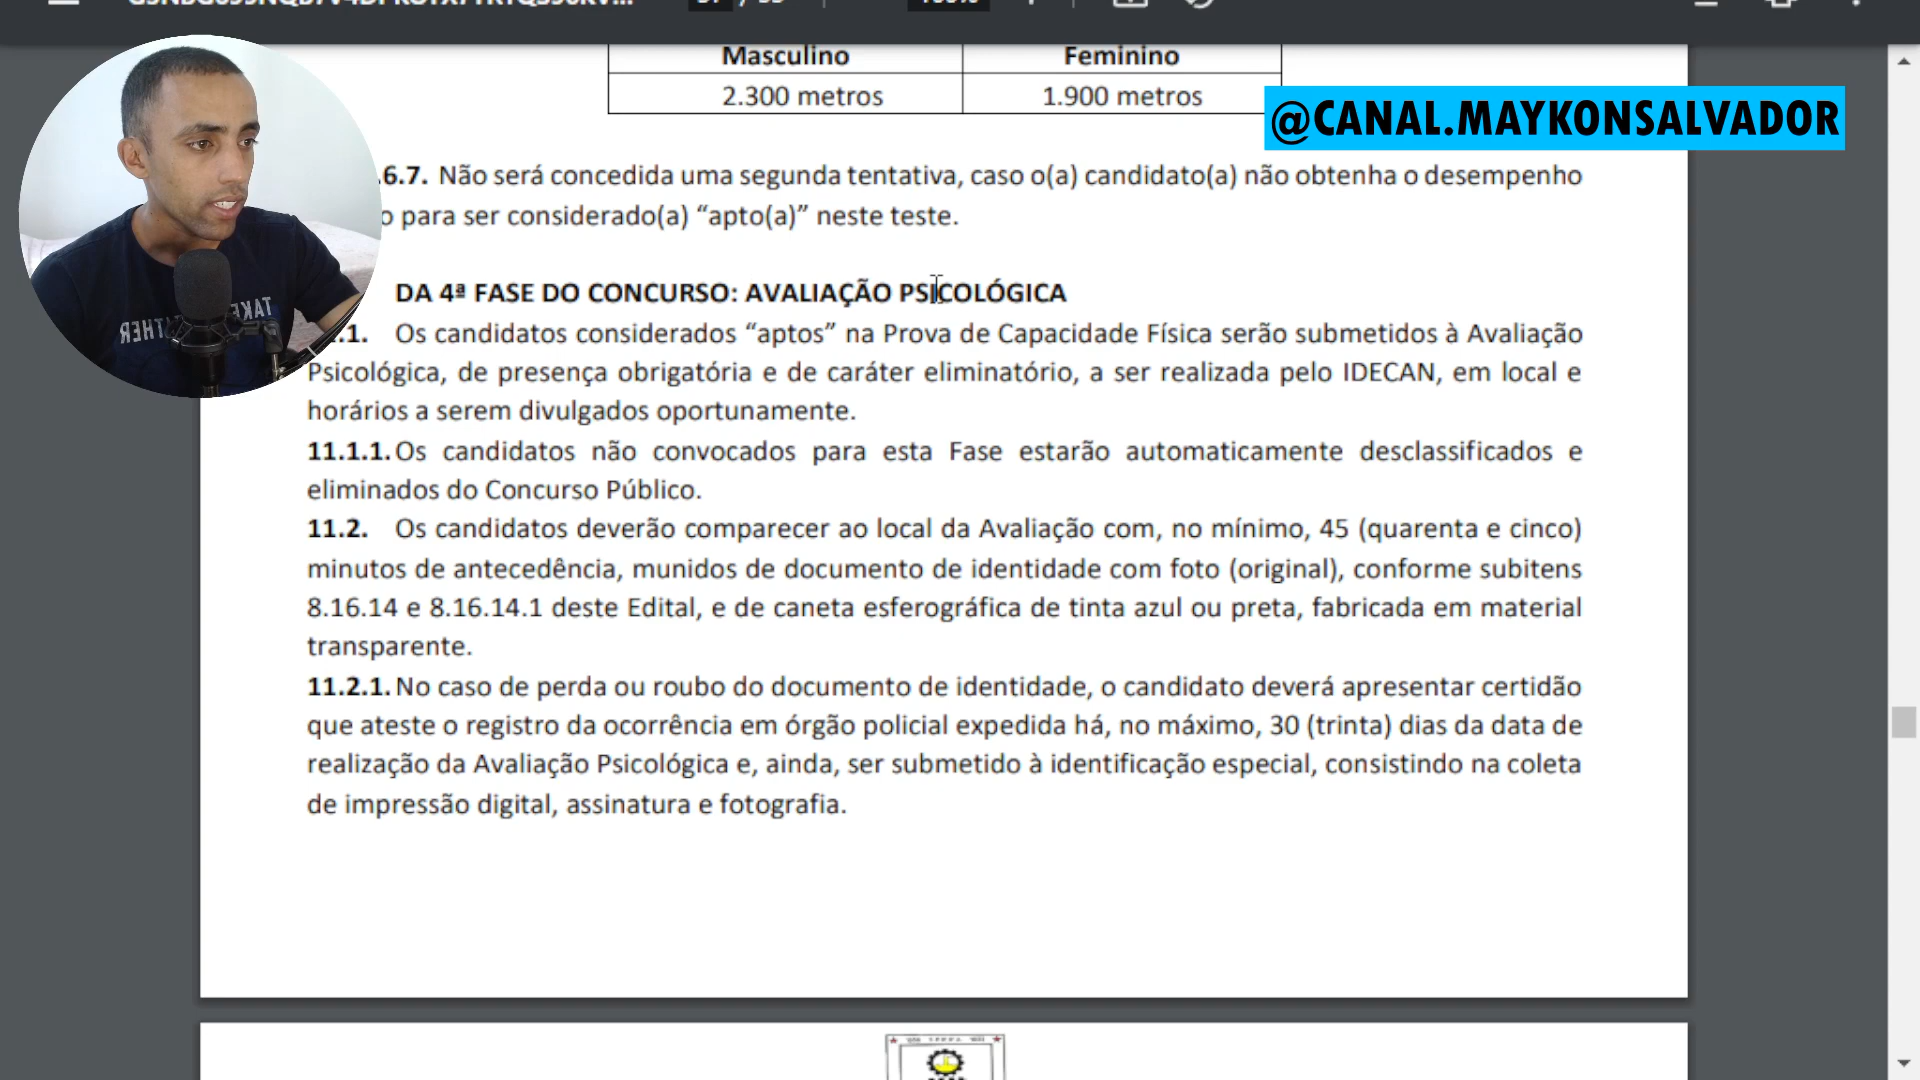 Masculino Feminino
2.300 metros 1.900 metros
@CANAL.MAYKONSALVADOR
.6.7. Não será concedida uma segunda tentativa, caso o(a) candidato(a) não obtenha o desempenho
o para ser considerado(a) “apto(a)” neste teste.
DA 4ª FASE DO CONCURSO: AVALIAÇÃO PSICOLÓGICA
.1. Os candidatos considerados “aptos” na Prova de Capacidade Física serão submetidos à Avaliação
Psicológica, de presença obrigatória e de caráter eliminatório, a ser realizada pelo IDECAN, em local e
horários a serem divulgados oportunamente.
11.1.1. Os candidatos não convocados para esta Fase estarão automaticamente desclassificados e
eliminados do Concurso Público.
11.2. Os candidatos deverão comparecer ao local da Avaliação com, no mínimo, 45 (quarenta e cinco)
minutos de antecedência, munidos de documento de identidade com foto (original), conforme subitens
8.16.14 e 8.16.14.1 deste Edital, e de caneta esferográfica de tinta azul ou preta, fabricada em material
transparente.
11.2.1. No caso de perda ou roubo do documento de identidade, o candidato deverá apresentar certidão
que ateste o registro da ocorrência em órgão policial expedida há, no máximo, 30 (trinta) dias da data de
realização da Avaliação Psicológica e, ainda, ser submetido à identificação especial, consistindo na coleta
de impressão digital, assinatura e fotografia.